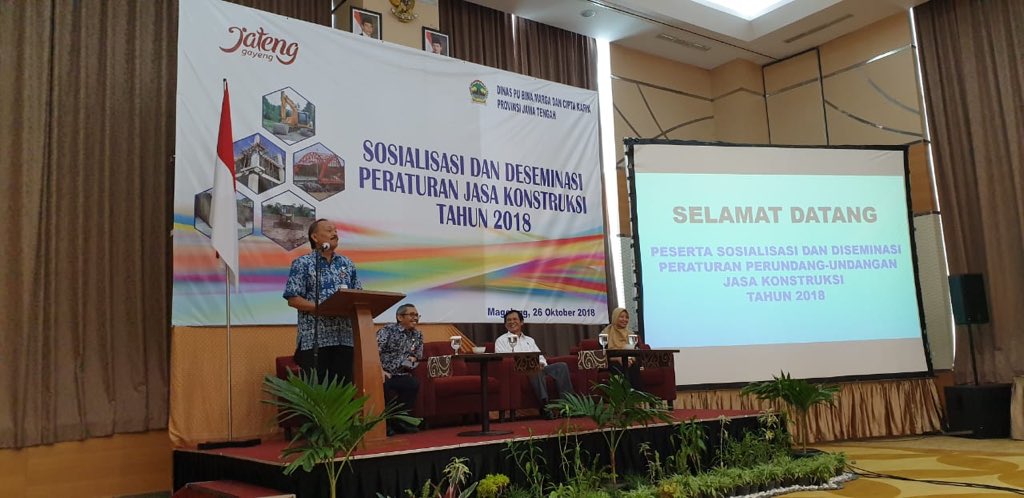 Jateng
gayeng
DINAS PU BINA MARGA DAN CIPTA KARYA
PROVINSI JAWA TENGAH
SOSIALISASI DAN DESEMINASI
PERATURAN JASA KONSTRUKSI
TAHUN 2018
Magelang, 26 Oktober 2018
SELAMAT DATANG
PESERTA SOSIALISASI DAN DISEMINASI
PERATURAN PERUNDANG-UNDANGAN
JASA KONSTRUKSI
TAHUN 2018